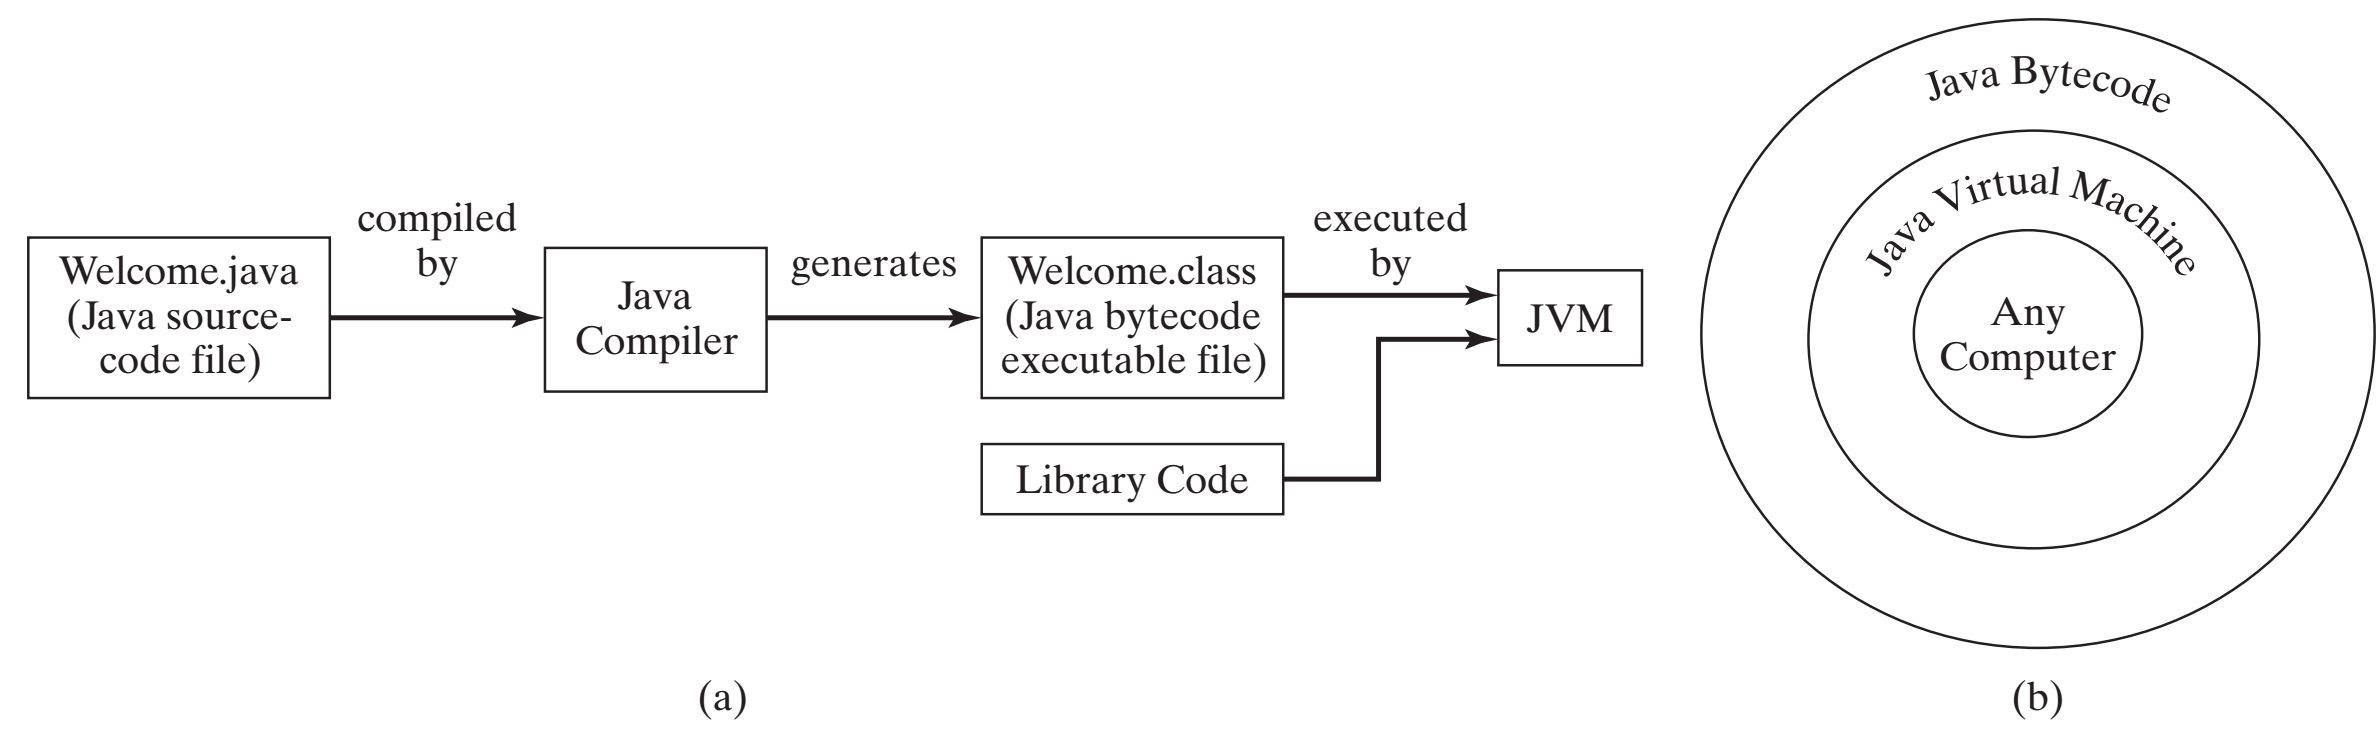 Welcome.java
(Java source-
code file)
compiled
by
Java
Compiler
generates
Welcome.class
(Java bytecode
executable file)
executed
by
JVM
Library Code
(a)
Java Bytecode
Java Virtual Machine
Any
Computer
(b)